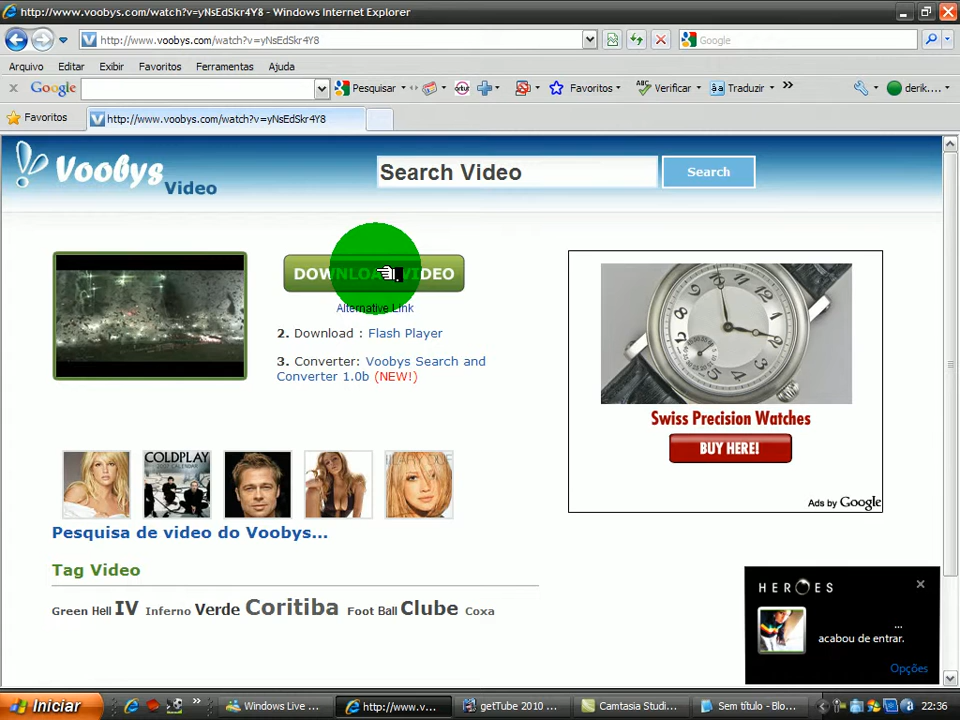 http://www.voobys.com/watch?v=yNsEdSkr4Y8 - Windows Internet Explorer
http://www.voobys.com/watch?v=yNsEdSkr4Y8
Google
Arquivo Editar Exibir Favoritos Ferramentas Ajuda
x Google Pesquisar Favoritos Verificar Traduzir derik....
Favoritos http://www.voobys.com/watch?v=yNsEdSkr4Y8
Voobys Video
Search Video Search
DOWNLOAD VIDEO
Alternative Link
2. Download : Flash Player
3. Converter: Voobys Search and
Converter 1.0b (NEW!)
Swiss Precision Watches
BUY HERE!
Ads by Google
COLDPLAY
Pesquisa de video do Voobys...
Tag Video
Green Hell IV Inferno Verde Coritiba Foot Ball Clube Coxa
HEROES
...
acabou de entrar.
Opções
Iniciar Windows Live ... http://www.v... getTube 2010 ... Camtasia Studi... Sem título - Blo... 22:36